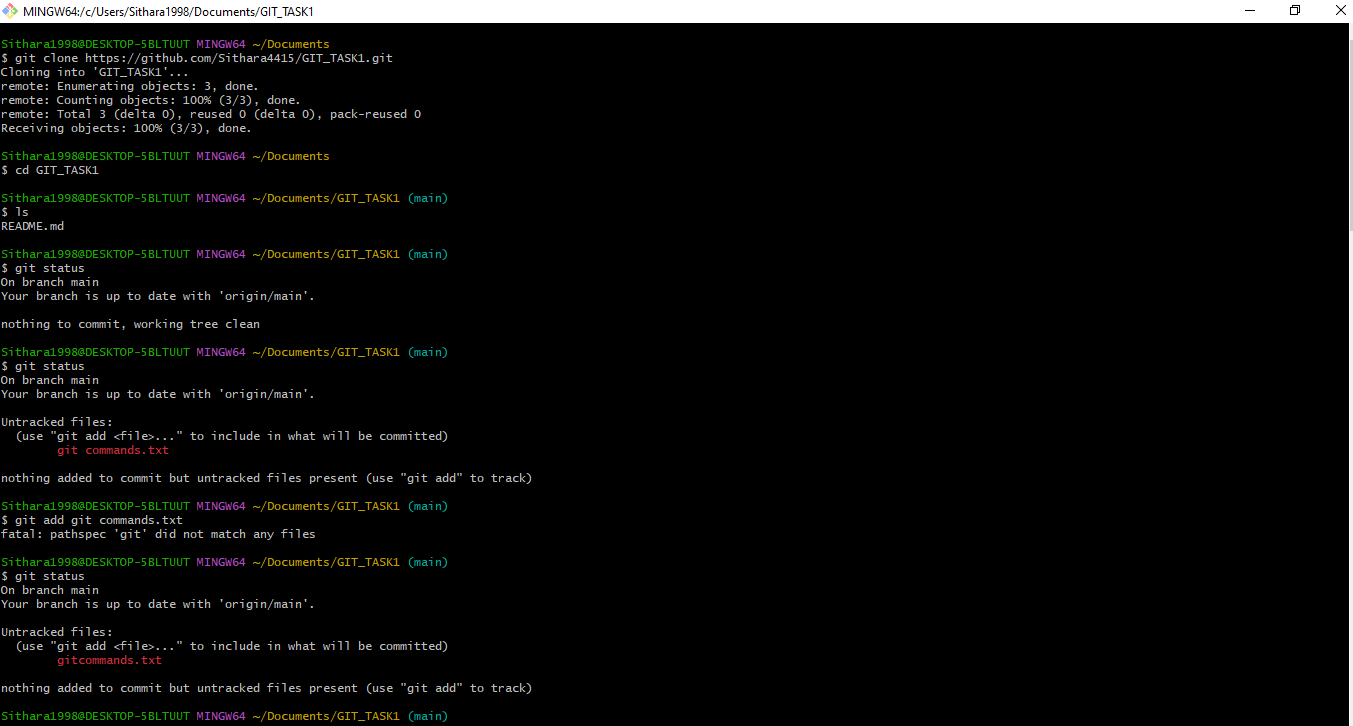 MINGW64:/c/Users/Sithara1998/Documents/GIT_TASK1
Sithara1998@DESKTOP-5BLTUUT MINGW64 ~/Documents
$ git clone https://github.com/Sithara4415/GIT_TASK1.git
Cloning into 'GIT_TASK1'...
remote: Enumerating objects: 3, done.
remote: Counting objects: 100% (3/3), done.
remote: Total 3 (delta 0), reused 0 (delta 0), pack-reused 0
Receiving objects: 100% (3/3), done.
Sithara1998@DESKTOP-5BLTUUT MINGW64 ~/Documents
$ cd GIT_TASK1
Sithara1998@DESKTOP-5BLTUUT MINGW64 ~/Documents/GIT_TASK1 (main)
$ ls
README.md
Sithara1998@DESKTOP-5BLTUUT MINGW64 ~/Documents/GIT_TASK1 (main)
$ git status
On branch main
Your branch is up to date with 'origin/main'.
nothing to commit, working tree clean
Sithara1998@DESKTOP-5BLTUUT MINGW64 ~/Documents/GIT_TASK1 (main)
$ git status
On branch main
Your branch is up to date with 'origin/main'.
Untracked files:
(use "git add <file>..." to include in what will be committed)
git commands.txt
nothing added to commit but untracked files present (use "git add" to track)
Sithara1998@DESKTOP-5BLTUUT MINGW64 ~/Documents/GIT_TASK1 (main)
$ git add git commands.txt
fatal: pathspec 'git' did not match any files
Sithara1998@DESKTOP-5BLTUUT MINGW64 ~/Documents/GIT_TASK1 (main)
$ git status
On branch main
Your branch is up to date with 'origin/main'.
Untracked files:
(use "git add <file>..." to include in what will be committed)
gitcommands.txt
nothing added to commit but untracked files present (use "git add" to track)
Sithara1998@DESKTOP-5BLTUUT MINGW64 ~/Documents/GIT_TASK1 (main)